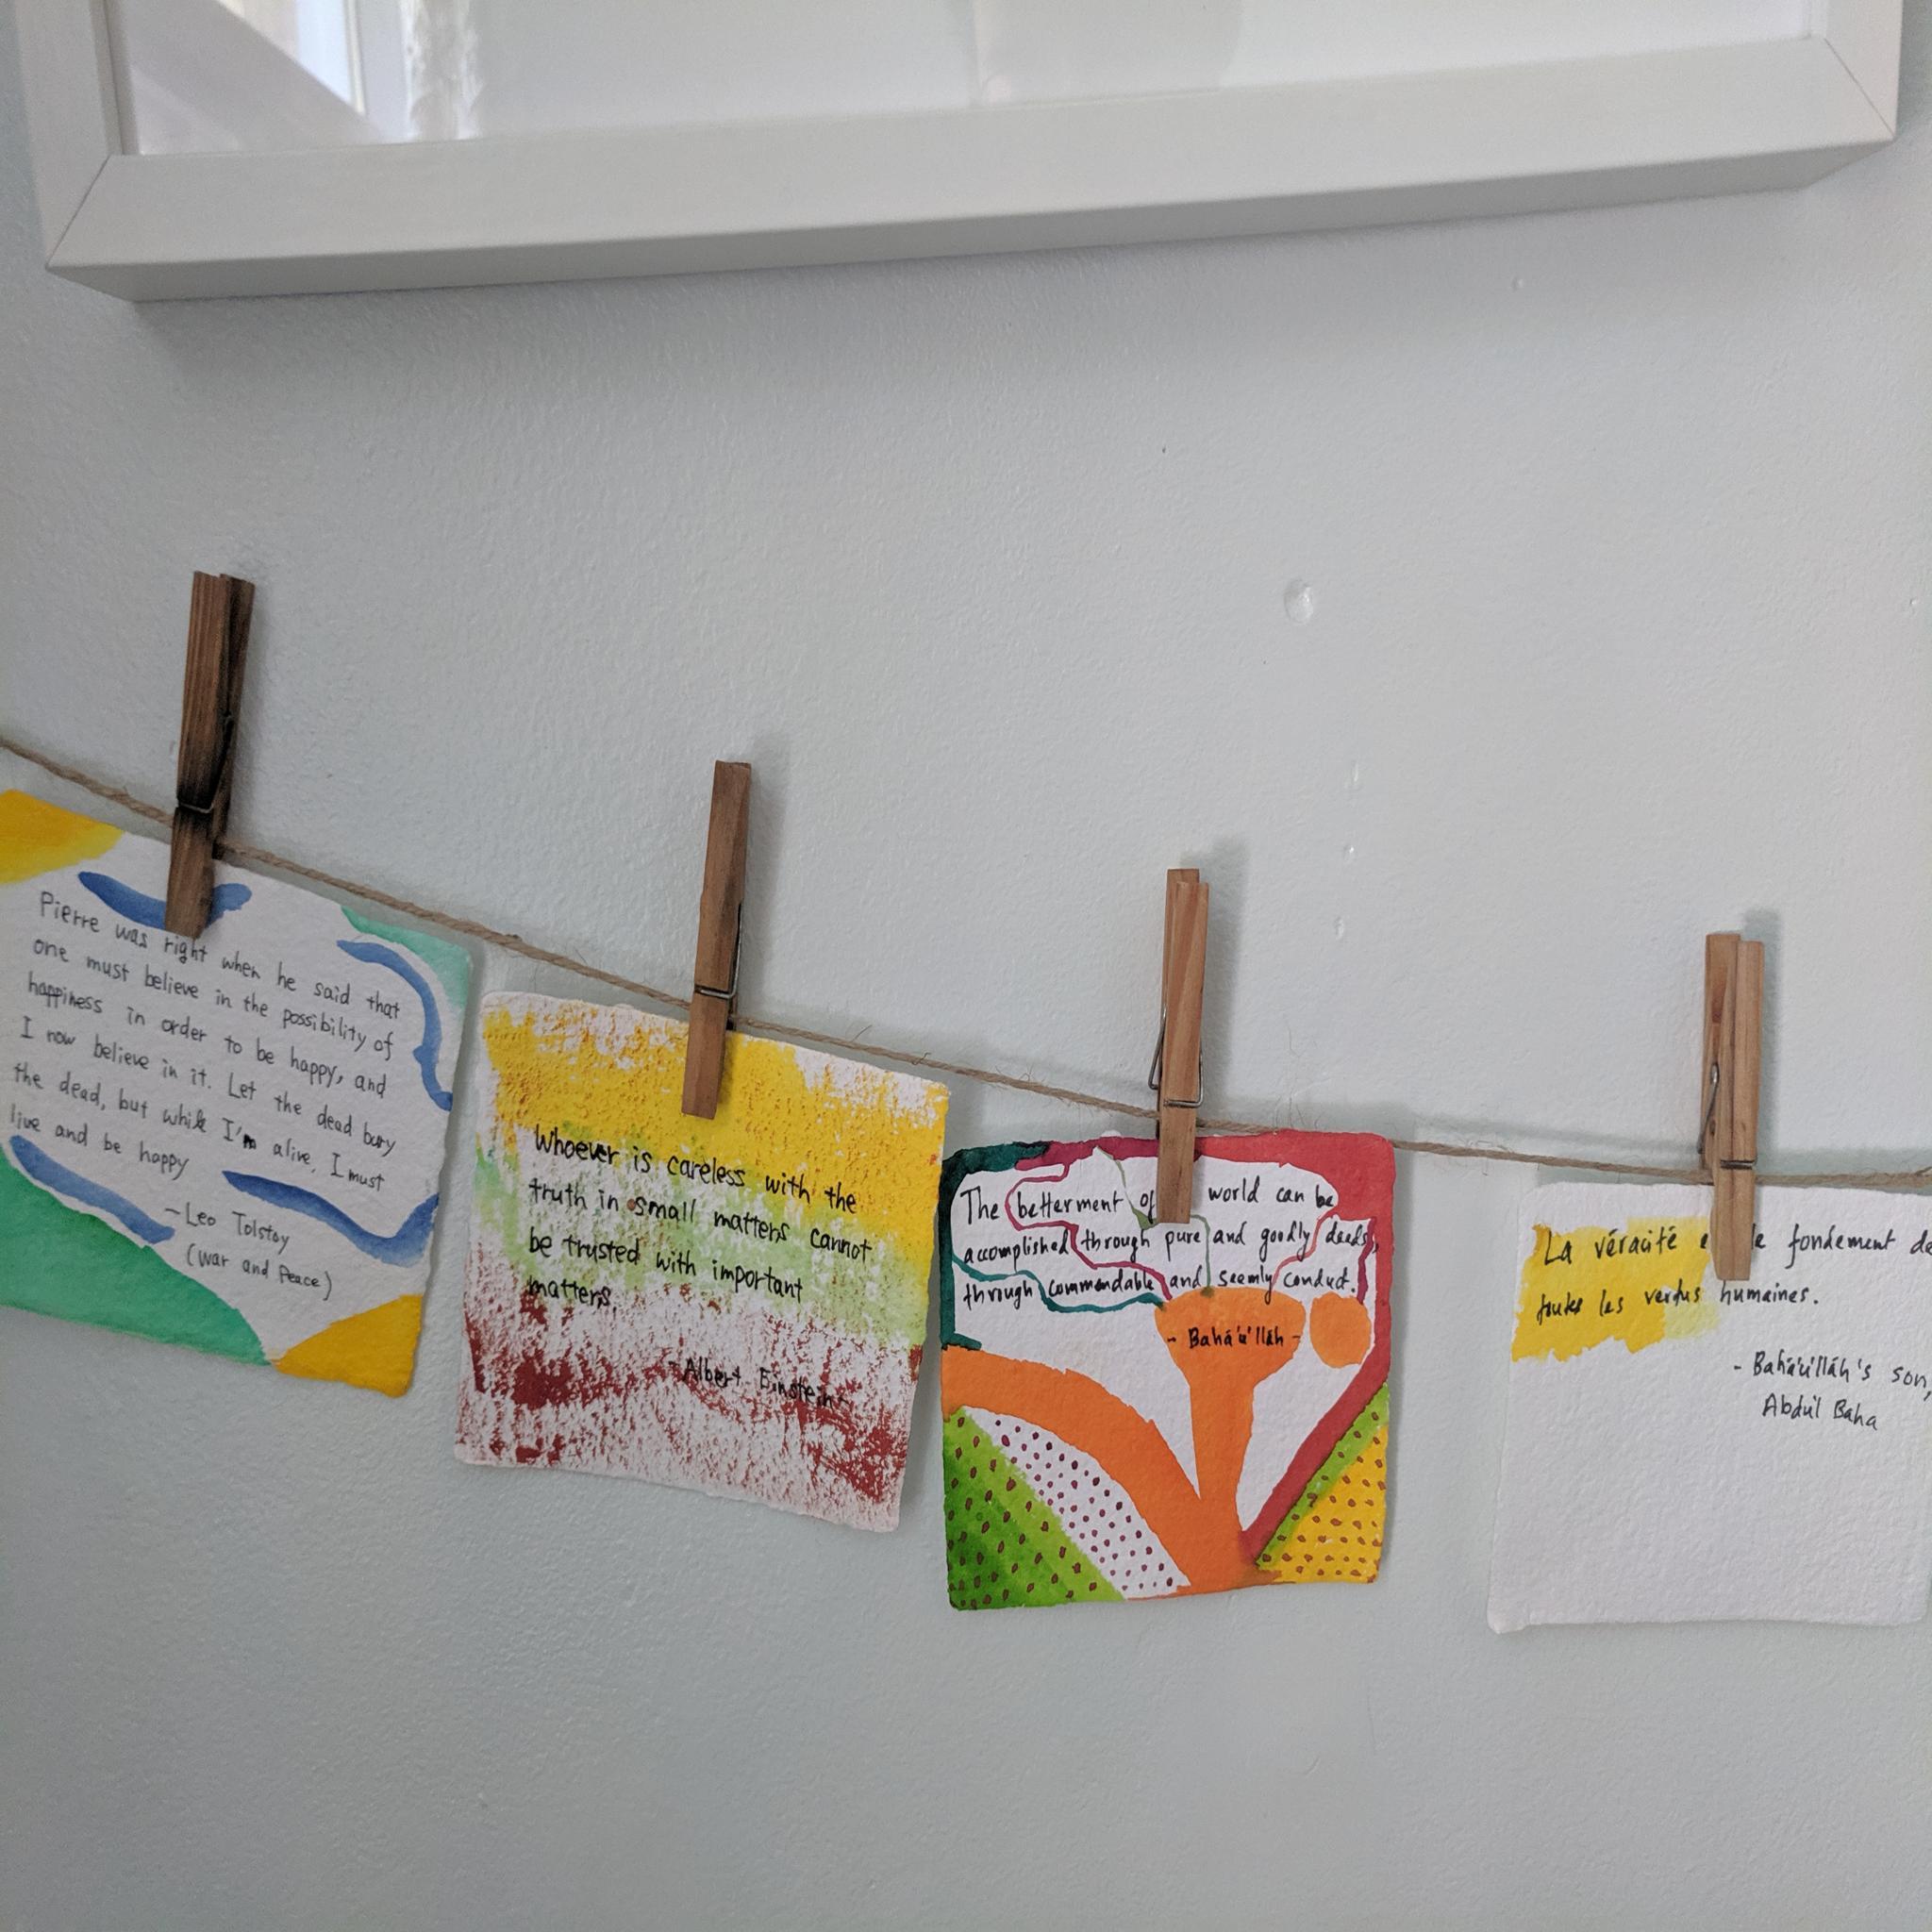 Pierre was right when he said that
one must believe in the possibility of
happiness in order to be happy, and
I now believe in it. Let the dead bury
the dead, but while I'm alive, I must
live and be happy
-Leo Tolstoy
(War and Peace)
Whoever is careless with the
truth in small matters cannot
be trusted with important
matters.
-Albert Einstein-
The betterment of world can be
accomplished through pure and goodly deeds,
through commendable and seemly conduct.
- Bahá'u'lláh -
La véracité le fondement de
toutes les vertus humaines.
- Bahá'u'lláh's son,
Abdu'l Baha